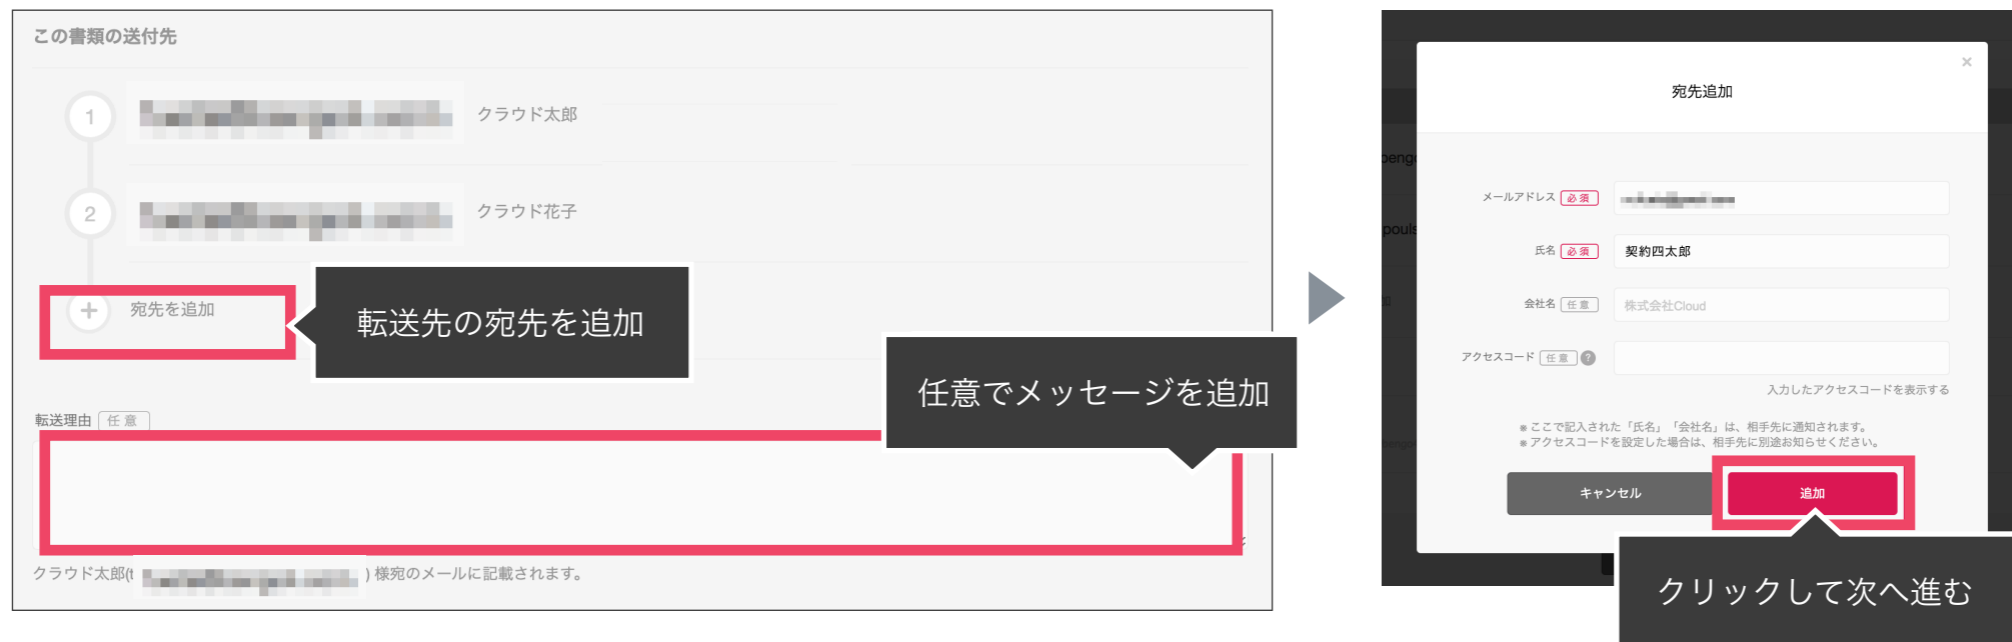 この書類の送付先
1
クラウド太郎
2
クラウド花子
+
宛先を追加
転送先の宛先を追加
任意でメッセージを追加
転送理由 任意
クラウド太郎(t
) 様宛のメールに記載されます。
×
宛先追加
メールアドレス 必須
氏名 必須 契約四太郎
会社名 任意 株式会社Cloud
アクセスコード 任意 ?
入力したアクセスコードを表示する
※ ここで記入された「氏名」「会社名」は、相手先に通知されます。
※ アクセスコードを設定した場合は、相手先に別途お知らせください。
キャンセル
追加
クリックして次へ進む